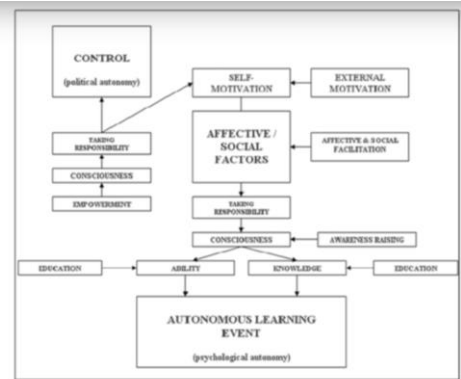 CONTROL
(political autonomy)
SELF-
MOTIVATION
EXTERNAL
MOTIVATION
AFFECTIVE /
SOCIAL
FACTORS
TAKING
RESPONSIBILITY
AFFECTIVE & SOCIAL
FACILITATION
CONSCIOUSNESS
EMPOWERMENT
TAKING
RESPONSIBILITY
CONSCIOUSNESS
AWARENESS RAISING
EDUCATION
ABILITY
KNOWLEDGE
EDUCATION
AUTONOMOUS LEARNING
EVENT
(psychological autonomy)